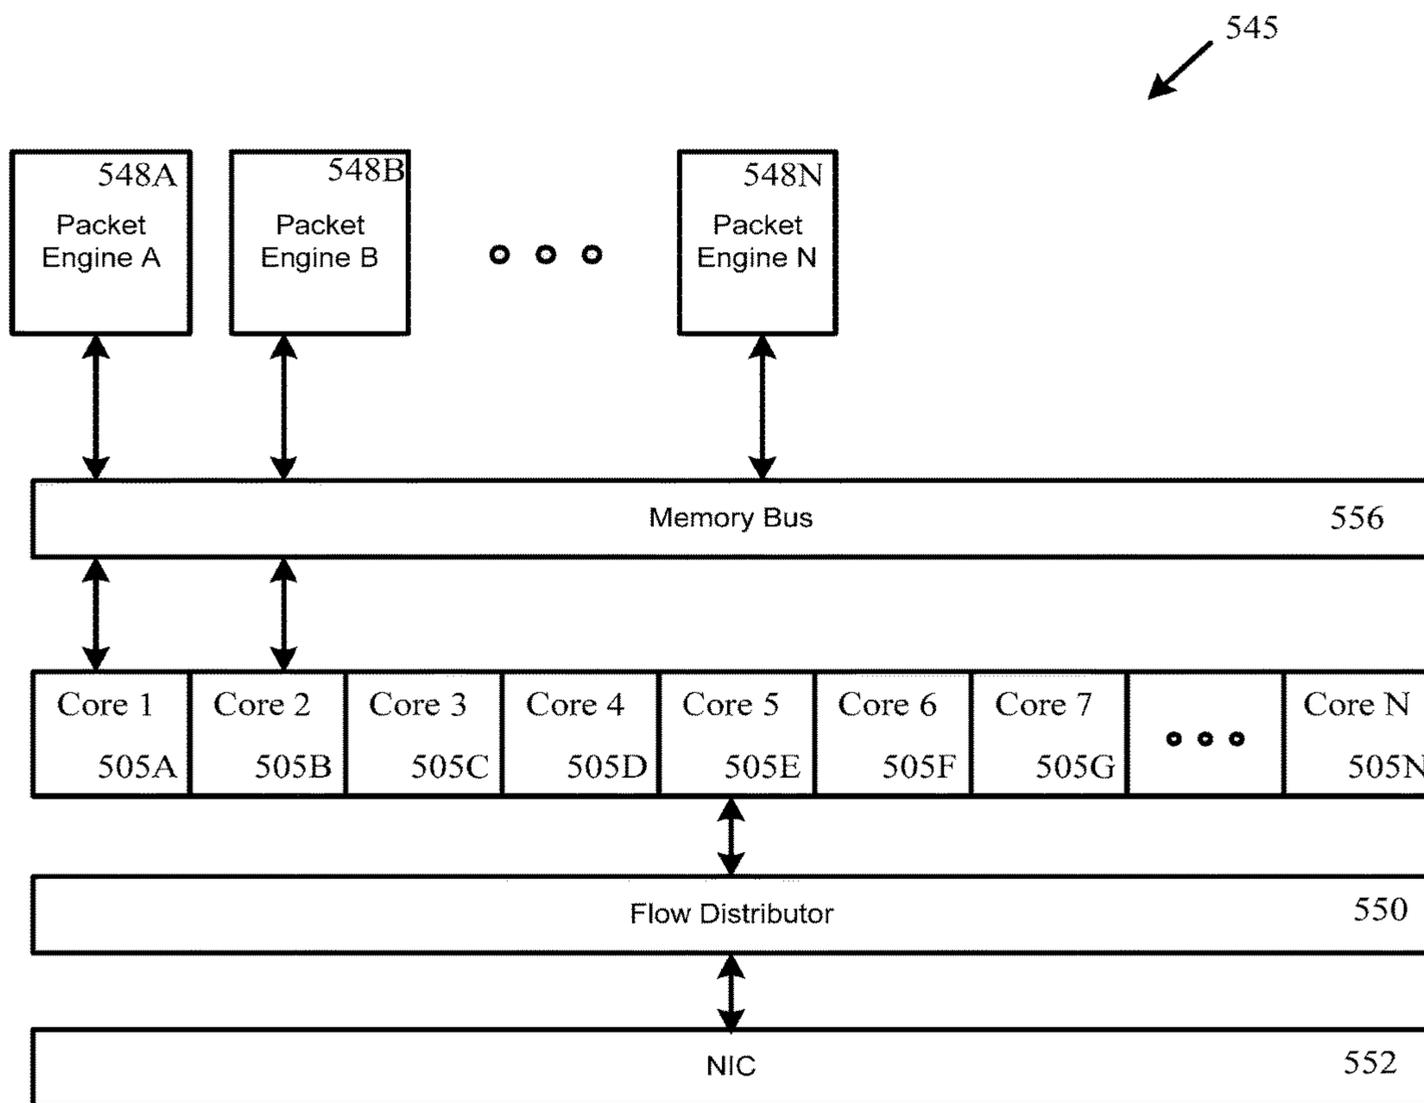 545
548A
Packet
Engine A
548B
Packet
Engine B
548N
Packet
Engine N
Memory Bus 556
Core 1
505A
Core 2
505B
Core 3
505C
Core 4
505D
Core 5
505E
Core 6
505F
Core 7
505G
Core N
505N
Flow Distributor 550
NIC 552